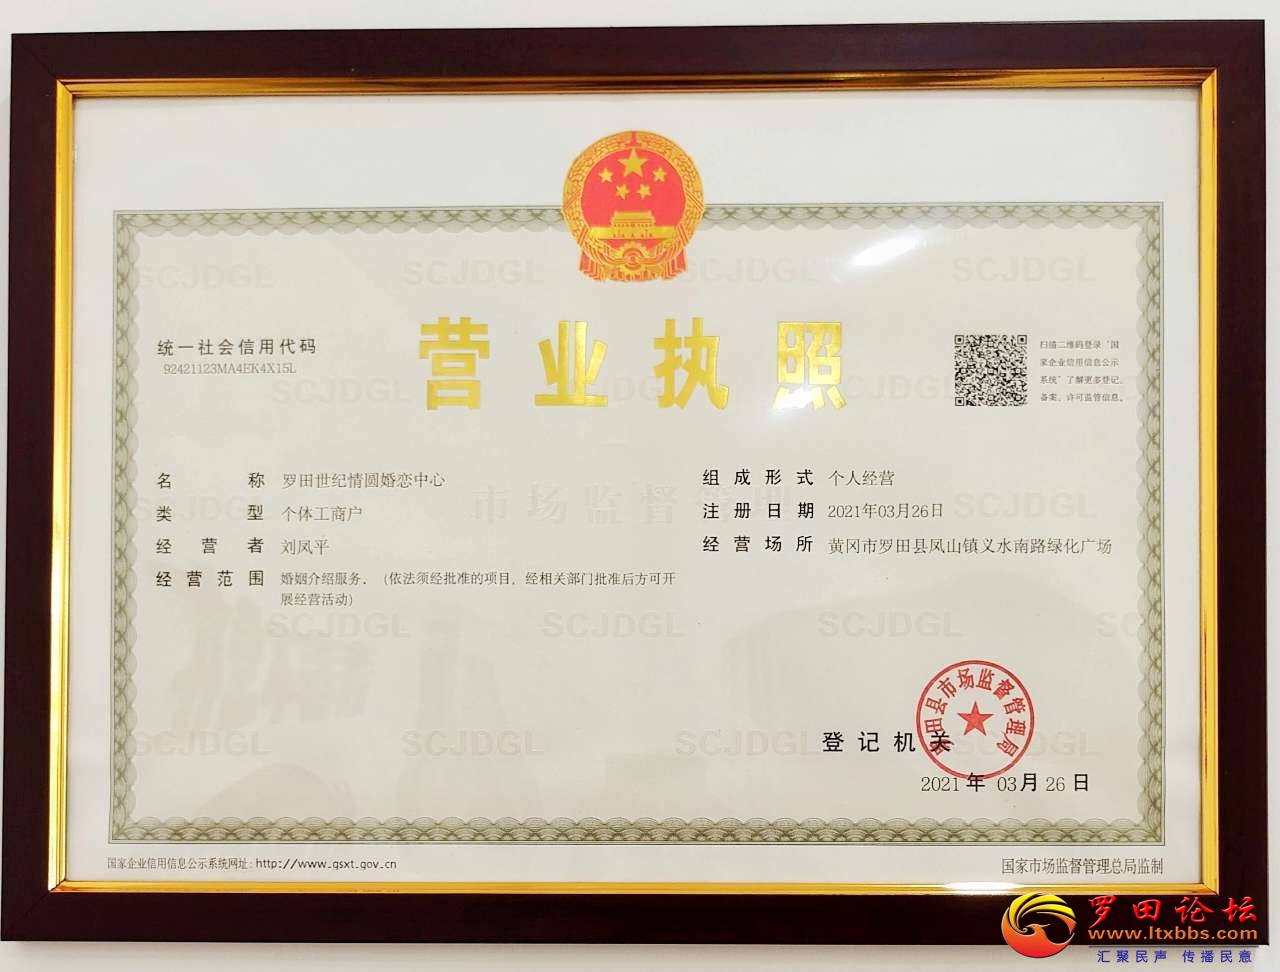 营业执照
统一社会信用代码
92421123MA4EK4X15L
扫描二维码登录“国
家企业信用信息公示
系统”了解更多登记、
备案、许可监管信息。
名称 罗田世纪情圆婚恋中心
类型 个体工商户
经营者 刘凤平
经营范围 婚姻介绍服务。（依法须经批准的项目，经相关部门批准后方可开
展经营活动）
组成形式 个人经营
注册日期 2021年03月26日
经营场所 黄冈市罗田县凤山镇义水南路绿化广场
市场监督管理
SCJDGL
罗田县市场监督管理局
登记机关
2021年 03月 26日
国家企业信用信息公示系统网址：http://www.gsxt.gov.cn
国家市场监督管理总局监制
罗田论坛
www.ltxbbs.com
汇聚民声 传播民意